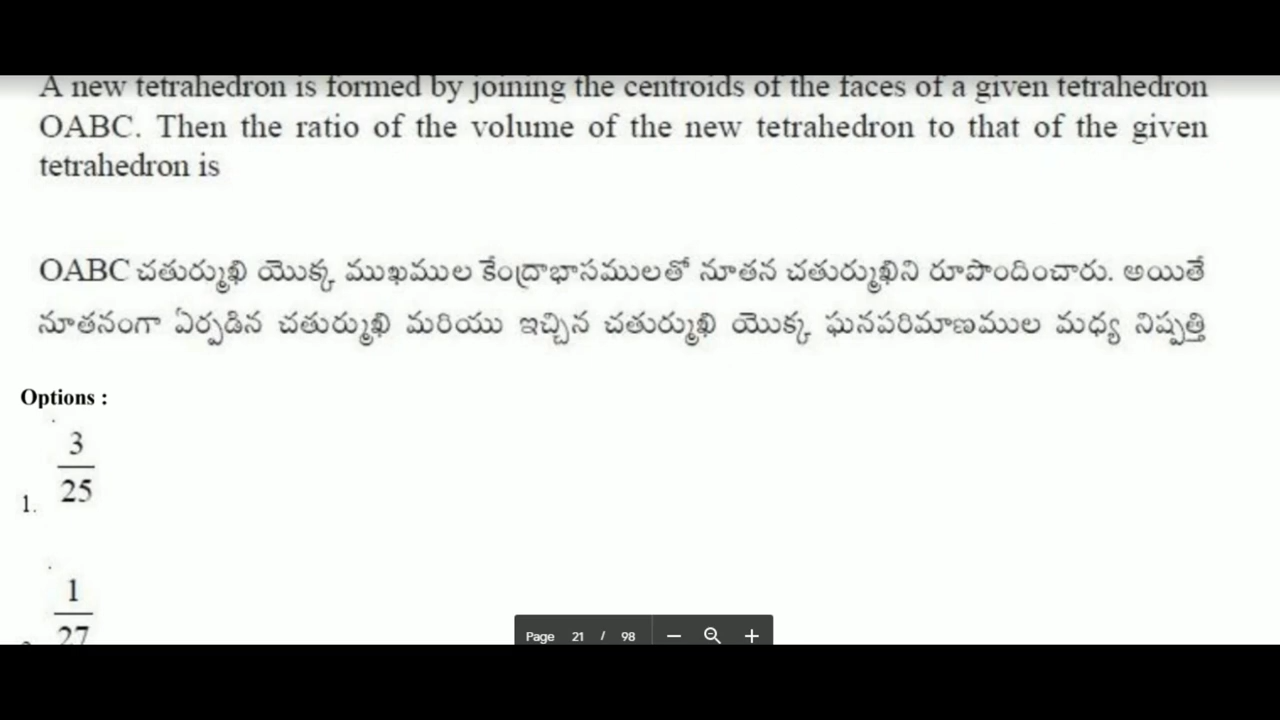 A new tetrahedron is formed by joining the centroids of the faces of a given tetrahedron
OABC. Then the ratio of the volume of the new tetrahedron to that of the given
tetrahedron is
OABC చతుర్ముఖి యొక్క ముఖముల కేంద్రాభాసములతో నూతన చతుర్ముఖిని రూపొందించారు. అయితే
నూతనంగా ఏర్పడిన చతుర్ముఖి మరియు ఇచ్చిన చతుర్ముఖి యొక్క ఘనపరిమాణముల మధ్య నిష్పత్తి
Options :
3
25
1.
1
27
Page 21 / 98